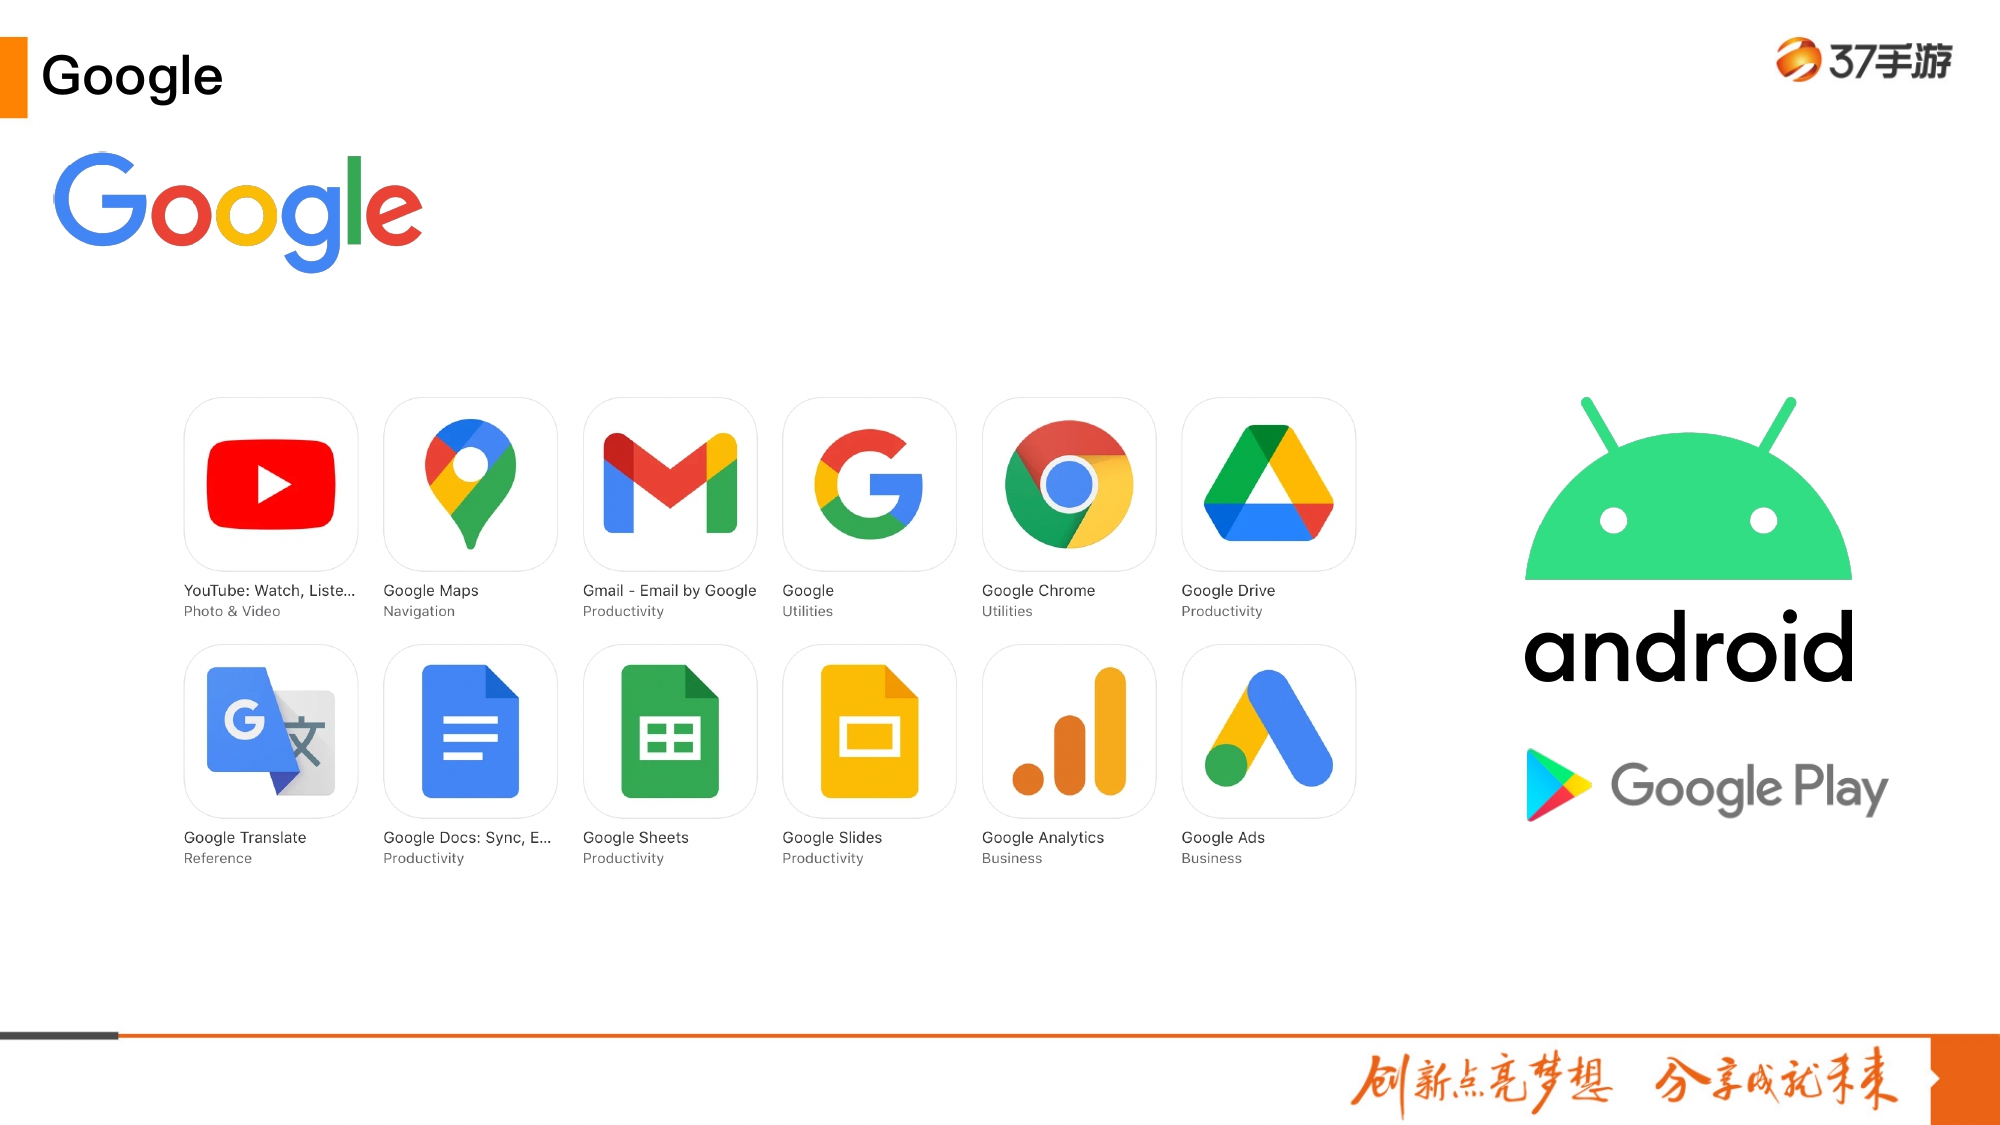 Google
37手游
Google
YouTube: Watch, Liste...
Photo & Video
Google Maps
Navigation
Gmail - Email by Google
Productivity
Google
Utilities
Google Chrome
Utilities
Google Drive
Productivity
G 文
Google Translate
Reference
Google Docs: Sync, E...
Productivity
Google Sheets
Productivity
Google Slides
Productivity
Google Analytics
Business
Google Ads
Business
android
Google Play
创新点亮梦想 分享成就未来